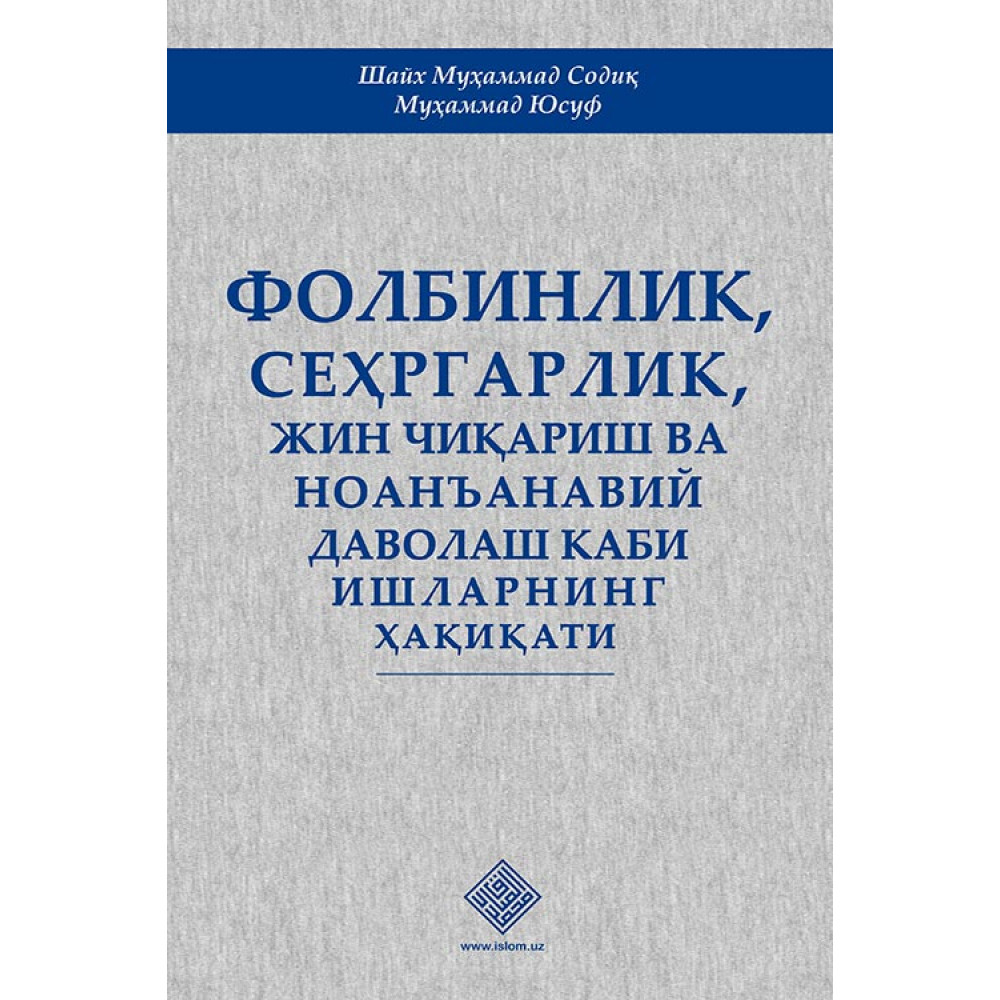 Шайх Муҳаммад Содиқ
Муҳаммад Юсуф
ФОЛБИНЛИК,
СЕҲРГАРЛИК,
ЖИН ЧИҚАРИШ ВА
НОАНЪАНАВИЙ
ДАВОЛАШ КАБИ
ИШЛАРНИНГ
ҲАҚИҚАТИ
www.islom.uz